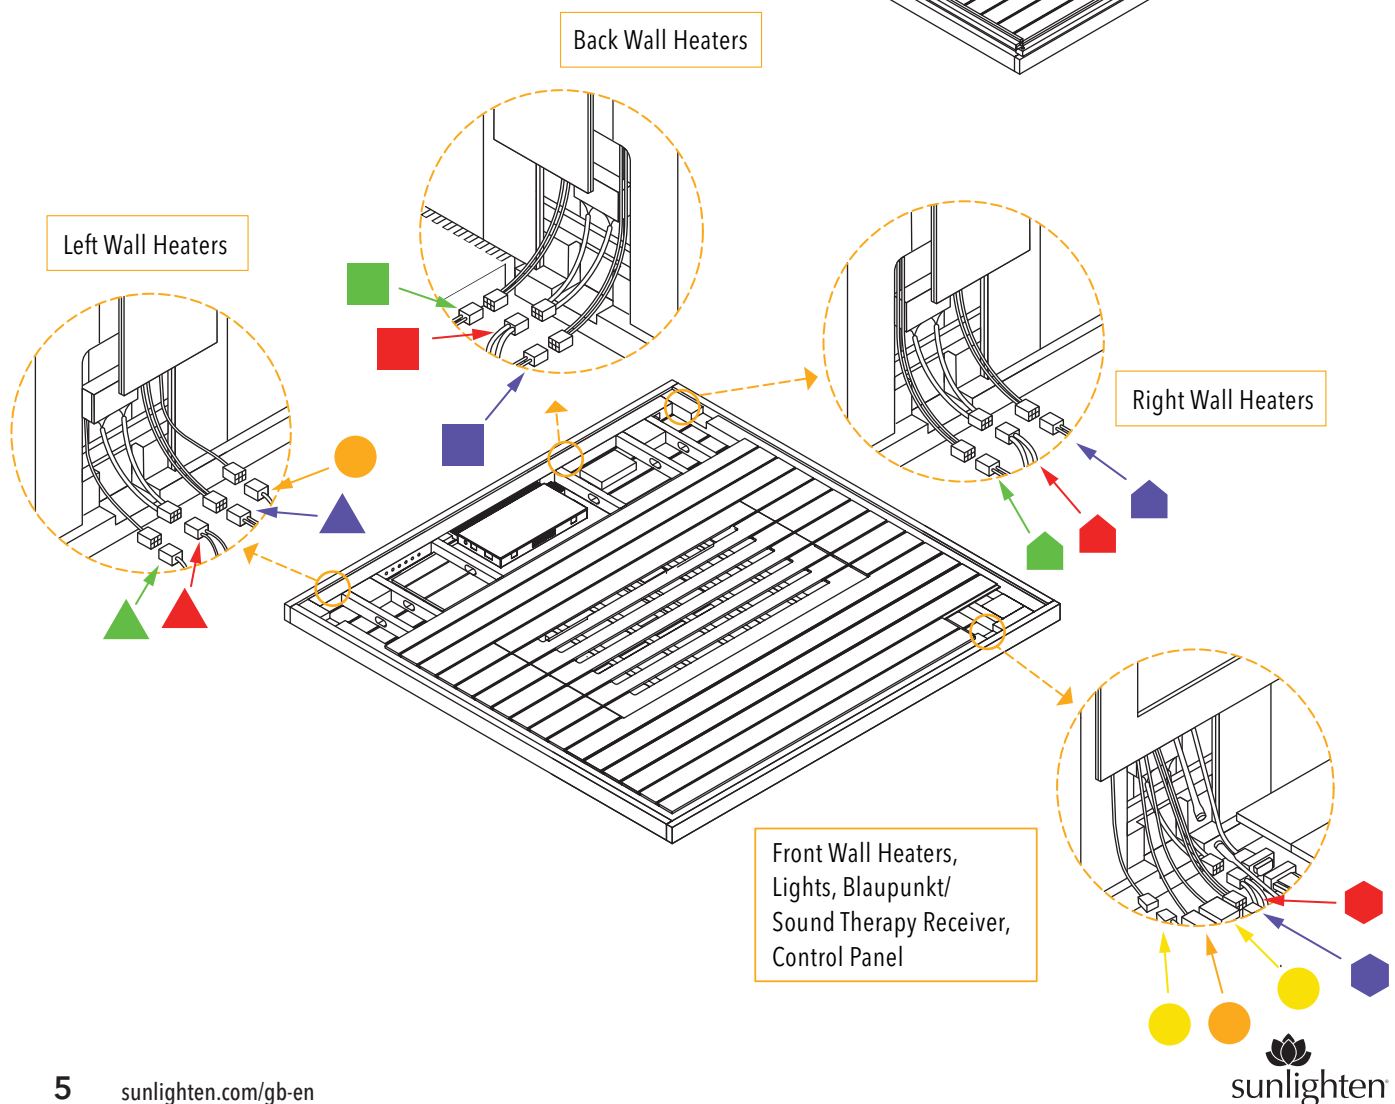 Back Wall Heaters
Left Wall Heaters
Right Wall Heaters
Front Wall Heaters,
Lights, Blaupunkt/
Sound Therapy Receiver,
Control Panel
5 sunlighten.com/gb-en
sunlighten